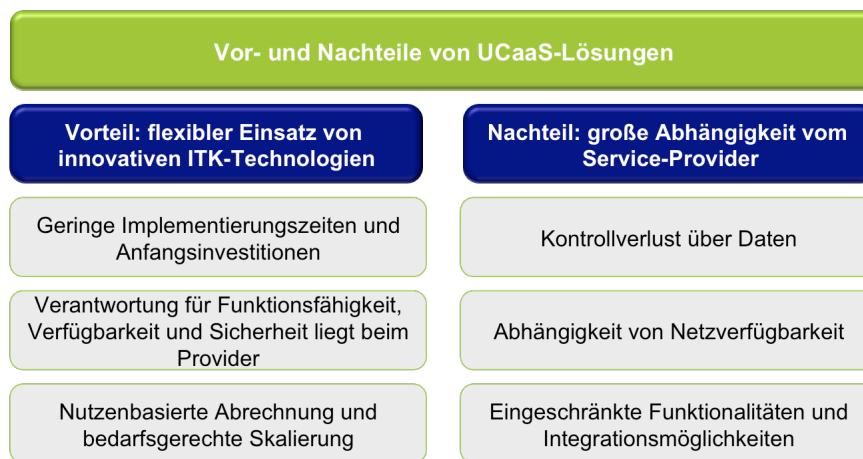 Vor- und Nachteile von UCaaS-Lösungen
Vorteil: flexibler Einsatz von
innovativen ITK-Technologien
Nachteil: große Abhängigkeit vom
Service-Provider
Geringe Implementierungszeiten und
Anfangsinvestitionen
Kontrollverlust über Daten
Verantwortung für Funktionsfähigkeit,
Verfügbarkeit und Sicherheit liegt beim
Provider
Abhängigkeit von Netzverfügbarkeit
Nutzenbasierte Abrechnung und
bedarfsgerechte Skalierung
Eingeschränkte Funktionalitäten und
Integrationsmöglichkeiten